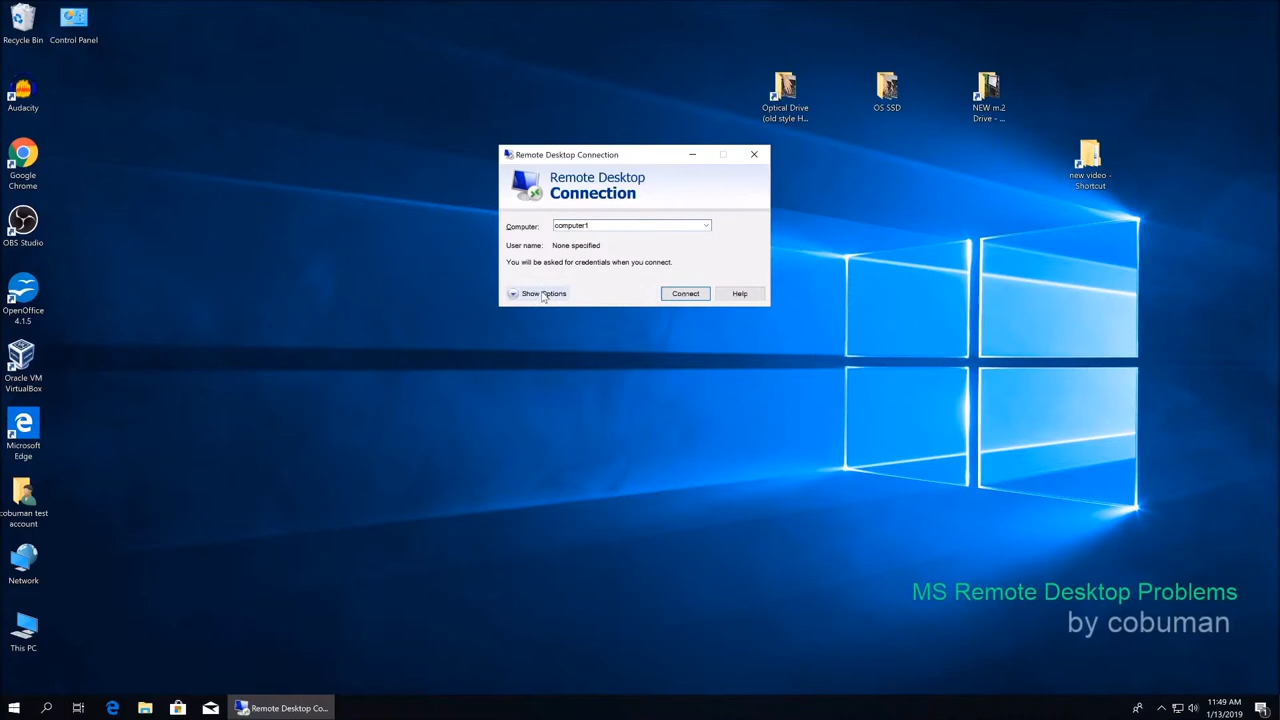 Recycle Bin
Control Panel
Audacity
Google
Chrome
OBS Studio
OpenOffice
4.1.5
Oracle VM
VirtualBox
Microsoft
Edge
cobuman test
account
Network
This PC
Optical Drive
(old style H...
OS SSD
NEW m.2
Drive - ...
new video -
Shortcut
Remote Desktop Connection
Remote Desktop
Connection
Computer: computer1
User name: None specified
You will be asked for credentials when you connect.
Show Options Connect Help
MS Remote Desktop Problems
by cobuman
Remote Desktop Co...
11:49 AM
1/13/2019
1